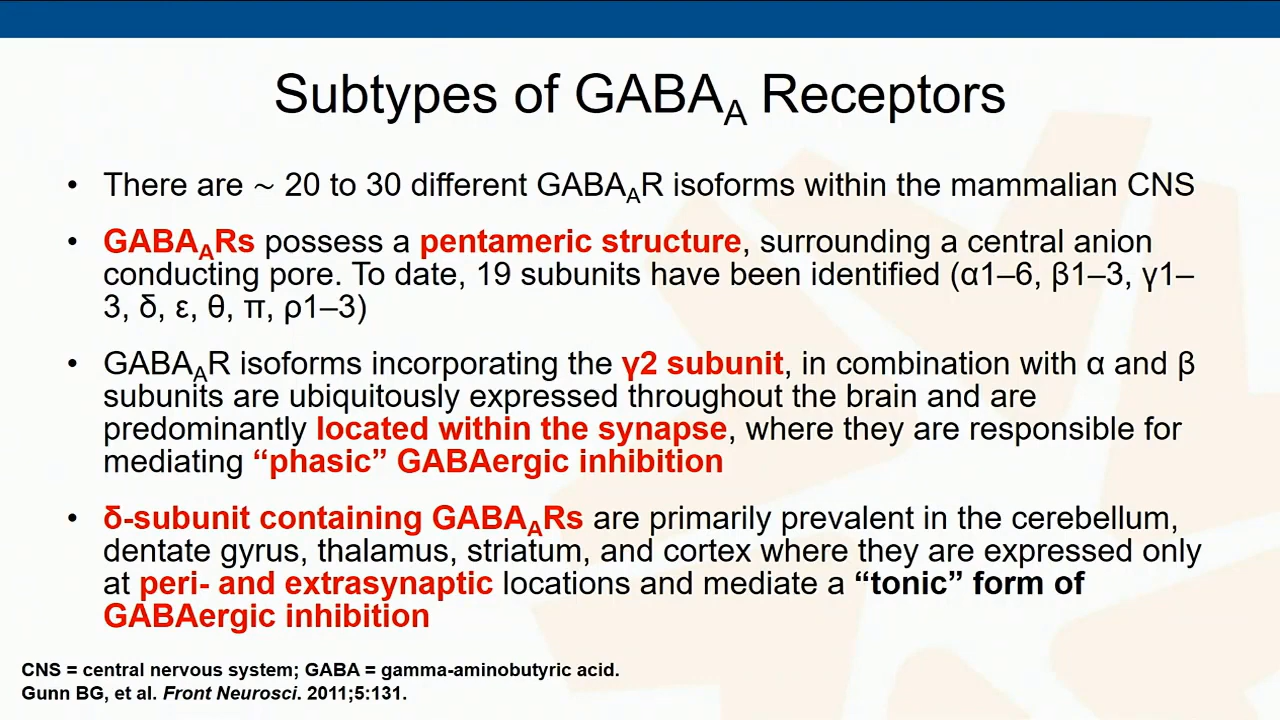 Subtypes of GABAA Receptors
• There are ~ 20 to 30 different GABAAR isoforms within the mammalian CNS
• GABAARs possess a pentameric structure, surrounding a central anion
conducting pore. To date, 19 subunits have been identified (α1–6, β1–3, γ1–
3, δ, ε, θ, π, ρ1–3)
• GABAAR isoforms incorporating the γ2 subunit, in combination with α and β
subunits are ubiquitously expressed throughout the brain and are
predominantly located within the synapse, where they are responsible for
mediating “phasic” GABAergic inhibition
• δ-subunit containing GABAARs are primarily prevalent in the cerebellum,
dentate gyrus, thalamus, striatum, and cortex where they are expressed only
at peri- and extrasynaptic locations and mediate a “tonic” form of
GABAergic inhibition
CNS = central nervous system; GABA = gamma-aminobutyric acid.
Gunn BG, et al. Front Neurosci. 2011;5:131.